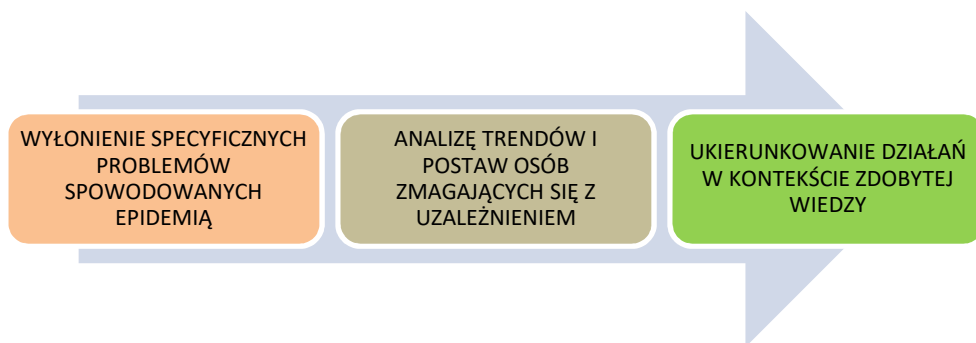 WYŁONIENIE SPECYFICZNYCH
PROBLEMÓW
SPOWODOWANYCH
EPIDEMIĄ
ANALIZĘ TRENDÓW I
POSTAW OSÓB
ZMAGAJĄCYCH SIĘ Z
UZALEŻNIENIEM
UKIERUNKOWANIE DZIAŁAŃ
W KONTEKŚCIE ZDOBYTEJ
WIEDZY